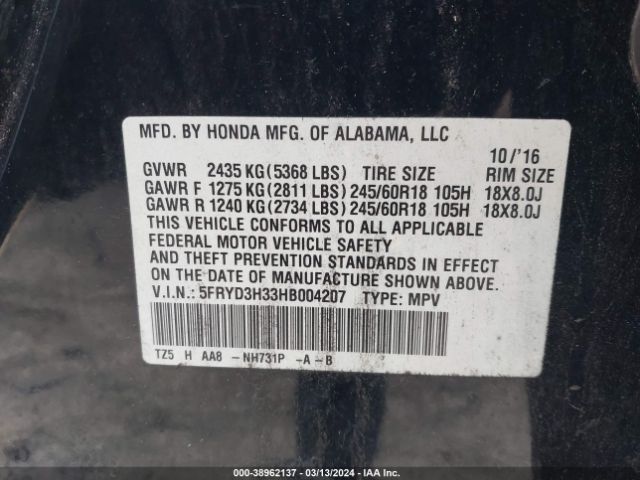 MFD. BY HONDA MFG. OF ALABAMA, LLC
10/'16
GVWR 2435 KG(5368 LBS) TIRE SIZE RIM SIZE
GAWR F 1275 KG(2811 LBS) 245/60R18 105H 18X8.0J
GAWR R 1240 KG(2734 LBS) 245/60R18 105H 18X8.0J
THIS VEHICLE CONFORMS TO ALL APPLICABLE
FEDERAL MOTOR VEHICLE SAFETY
AND THEFT PREVENTION STANDARDS IN EFFECT
ON THE DATE OF MANUFACTURE SHOWN ABOVE.
V.I.N.: 5FRYD3H33HB004207 TYPE: MPV
TZ5 H AA8 -NH731P -A-B
000-38962137 - 03/13/2024 - IAA Inc.